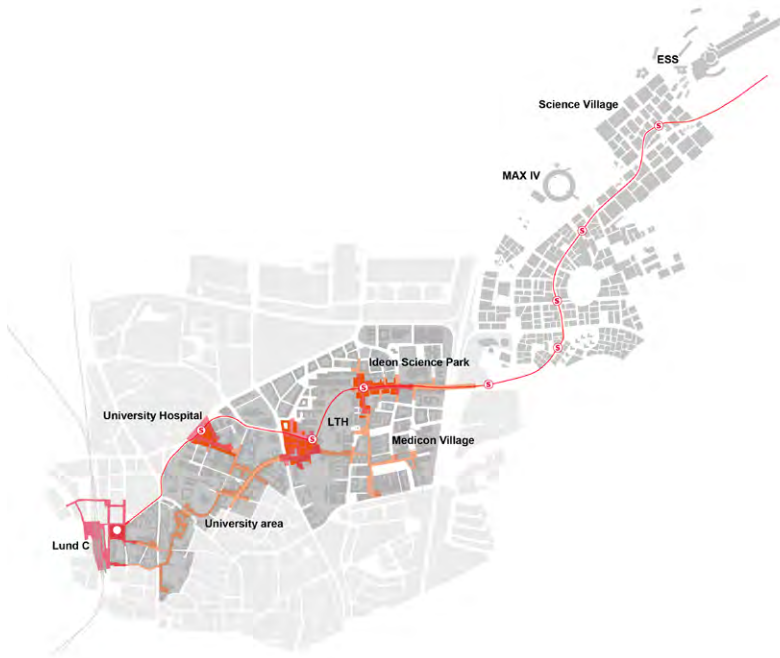 ESS
Science Village
MAX IV
S
S
S
S
Ideon Science Park
S
S
University Hospital
S
LTH
S
Medicon Village
University area
Lund C